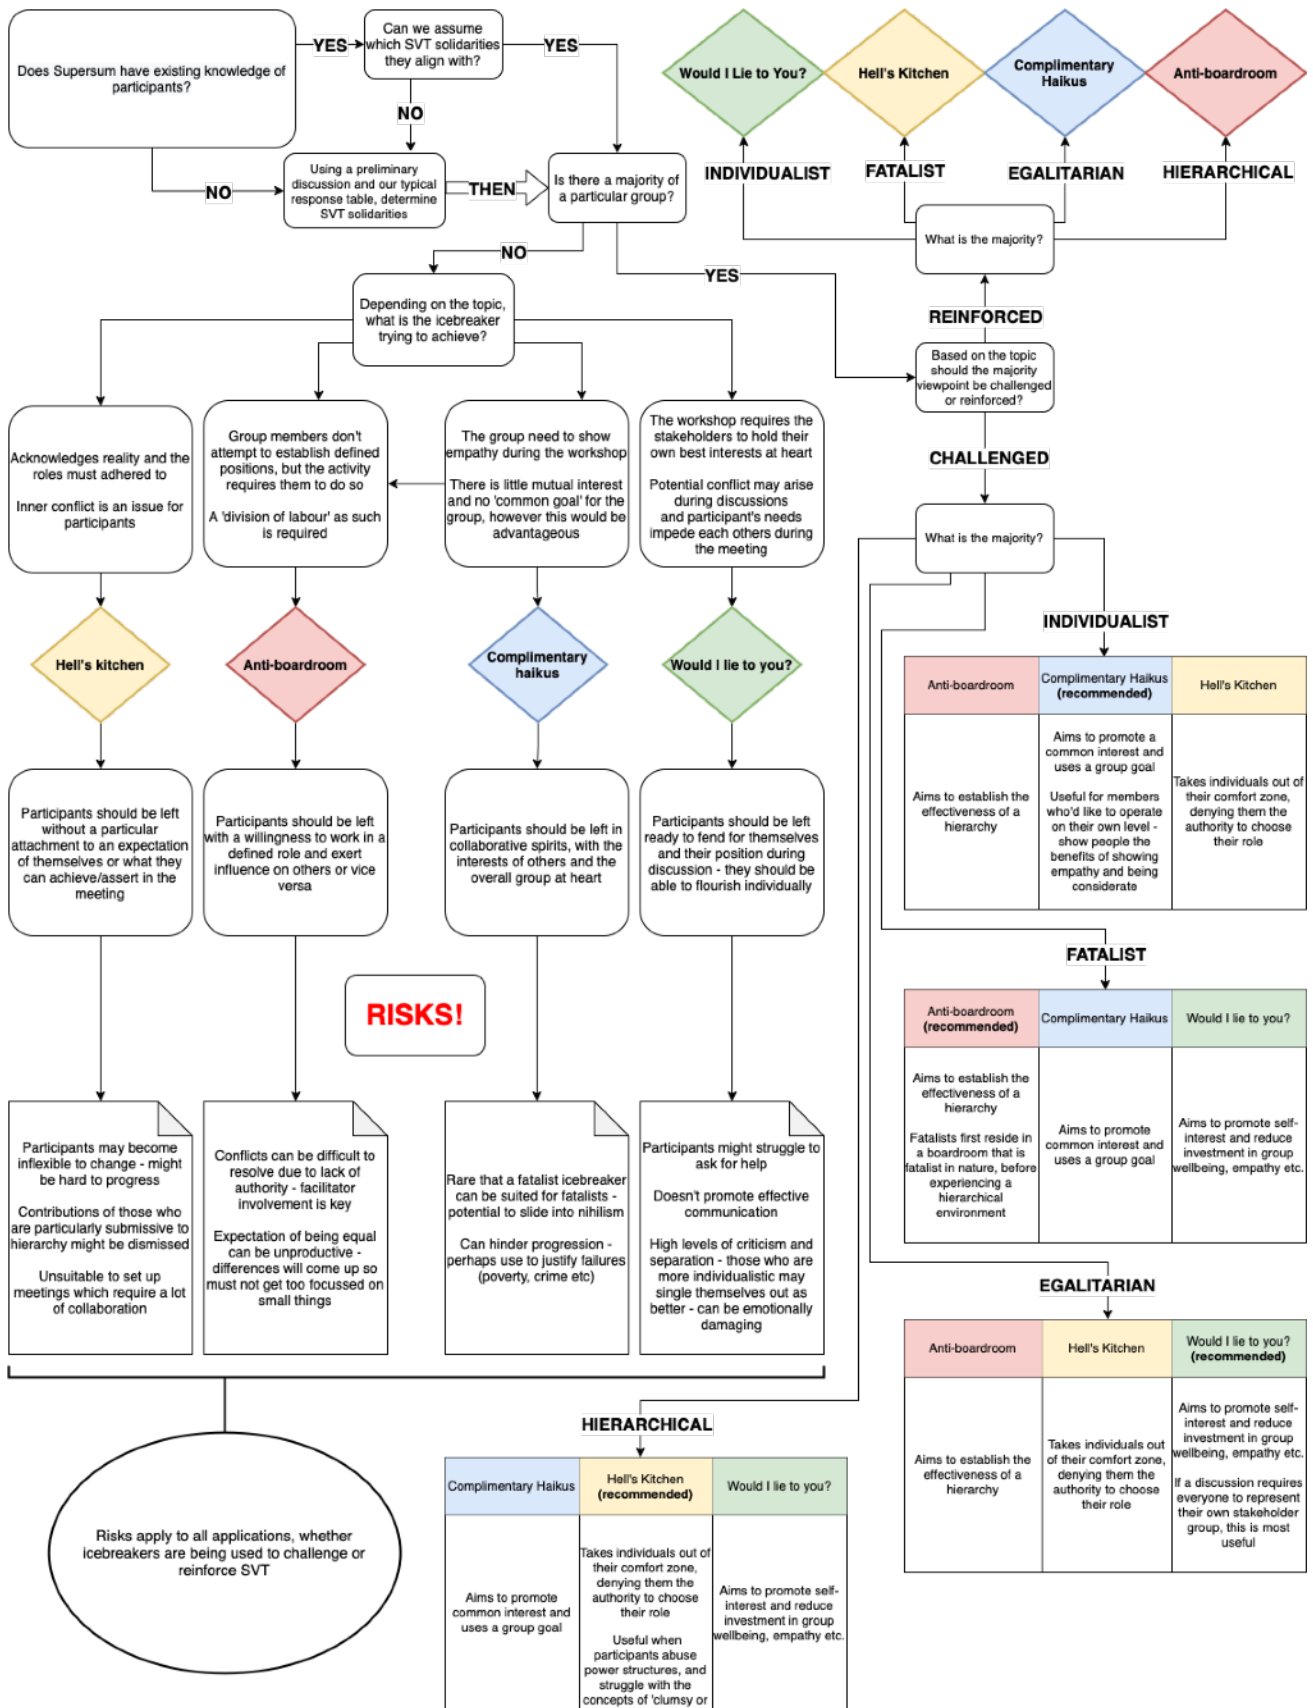 Does Supersum have existing knowledge of
participants?
YES
Can we assume
which SVT solidarities
they align with?
YES
NO
NO
Using a preliminary
discussion and our typical
response table, determine
SVT solidarities
THEN
Is there a majority of
a particular group?
Would I Lie to You?
Hell's Kitchen
Complimentary
Haikus
Anti-boardroom
INDIVIDUALIST
FATALIST
EGALITARIAN
HIERARCHICAL
What is the majority?
NO
YES
REINFORCED
Based on the topic
should the majority
viewpoint be challenged
or reinforced?
CHALLENGED
What is the majority?
Depending on the topic,
what is the icebreaker
trying to achieve?
Acknowledges reality and the
roles must adhered to
Inner conflict is an issue for
participants
Group members don't
attempt to establish defined
positions, but the activity
requires them to do so
A 'division of labour' as such
is required
The group need to show
empathy during the workshop
There is little mutual interest
and no 'common goal' for the
group, however this would be
advantageous
The workshop requires the
stakeholders to hold their
own best interests at heart
Potential conflict may arise
during discussions
and participant's needs
impede each others during
the meeting
Hell's kitchen
Anti-boardroom
Complimentary
haikus
Would I lie to you?
Participants should be left
without a particular
attachment to an expectation
of themselves or what they
can achieve/assert in the
meeting
Participants should be left
with a willingness to work in a
defined role and exert
influence on others or vice
versa
Participants should be left in
collaborative spirits, with the
interests of others and the
overall group at heart
Participants should be left
ready to fend for themselves
and their position during
discussion - they should be
able to flourish individually
RISKS!
Participants may become
inflexible to change - might
be hard to progress
Contributions of those who
are particularly submissive to
hierarchy might be dismissed
Unsuitable to set up
meetings which require a lot
of collaboration
Conflicts can be difficult to
resolve due to lack of
authority - facilitator
involvement is key
Expectation of being equal
can be unproductive -
differences will come up so
must not get too focussed on
small things
Rare that a fatalist icebreaker
can be suited for fatalists -
potential to slide into nihilism
Can hinder progression -
perhaps use to justify failures
(poverty, crime etc)
Participants might struggle to
ask for help
Doesn't promote effective
communication
High levels of criticism and
separation - those who are
more individualistic may
single themselves out as
better - can be emotionally
damaging
Risks apply to all applications, whether
icebreakers are being used to challenge or
reinforce SVT
INDIVIDUALIST
Anti-boardroom
Complimentary Haikus
(recommended)
Hell's Kitchen
Aims to establish the
effectiveness of a
hierarchy
Aims to promote a
common interest and
uses a group goal
Useful for members
who'd like to operate
on their own level -
show people the
benefits of showing
empathy and being
considerate
Takes individuals out of
their comfort zone,
denying them the
authority to choose
their role
FATALIST
Anti-boardroom
(recommended)
Complimentary Haikus
Would I lie to you?
Aims to establish the
effectiveness of a
hierarchy
Fatalists first reside in
a boardroom that is
fatalist in nature, before
experiencing a
hierarchical
environment
Aims to promote
common interest and
uses a group goal
Aims to promote self-
interest and reduce
investment in group
wellbeing, empathy etc.
EGALITARIAN
Anti-boardroom
Hell's Kitchen
Would I lie to you?
(recommended)
Aims to establish the
effectiveness of a
hierarchy
Takes individuals out
of their comfort zone,
denying them the
authority to choose
their role
Aims to promote self-
interest and reduce
investment in group
wellbeing, empathy etc.
If a discussion requires
everyone to represent
their own stakeholder
group, this is most
useful
HIERARCHICAL
Complimentary Haikus
Hell's Kitchen
(recommended)
Would I lie to you?
Aims to promote
common interest and
uses a group goal
Takes individuals out of
their comfort zone,
denying them the
authority to choose
their role
Useful when
participants abuse
power structures, and
struggle with the
concepts of 'clumsy or
Aims to promote self-
interest and reduce
investment in group
wellbeing, empathy etc.